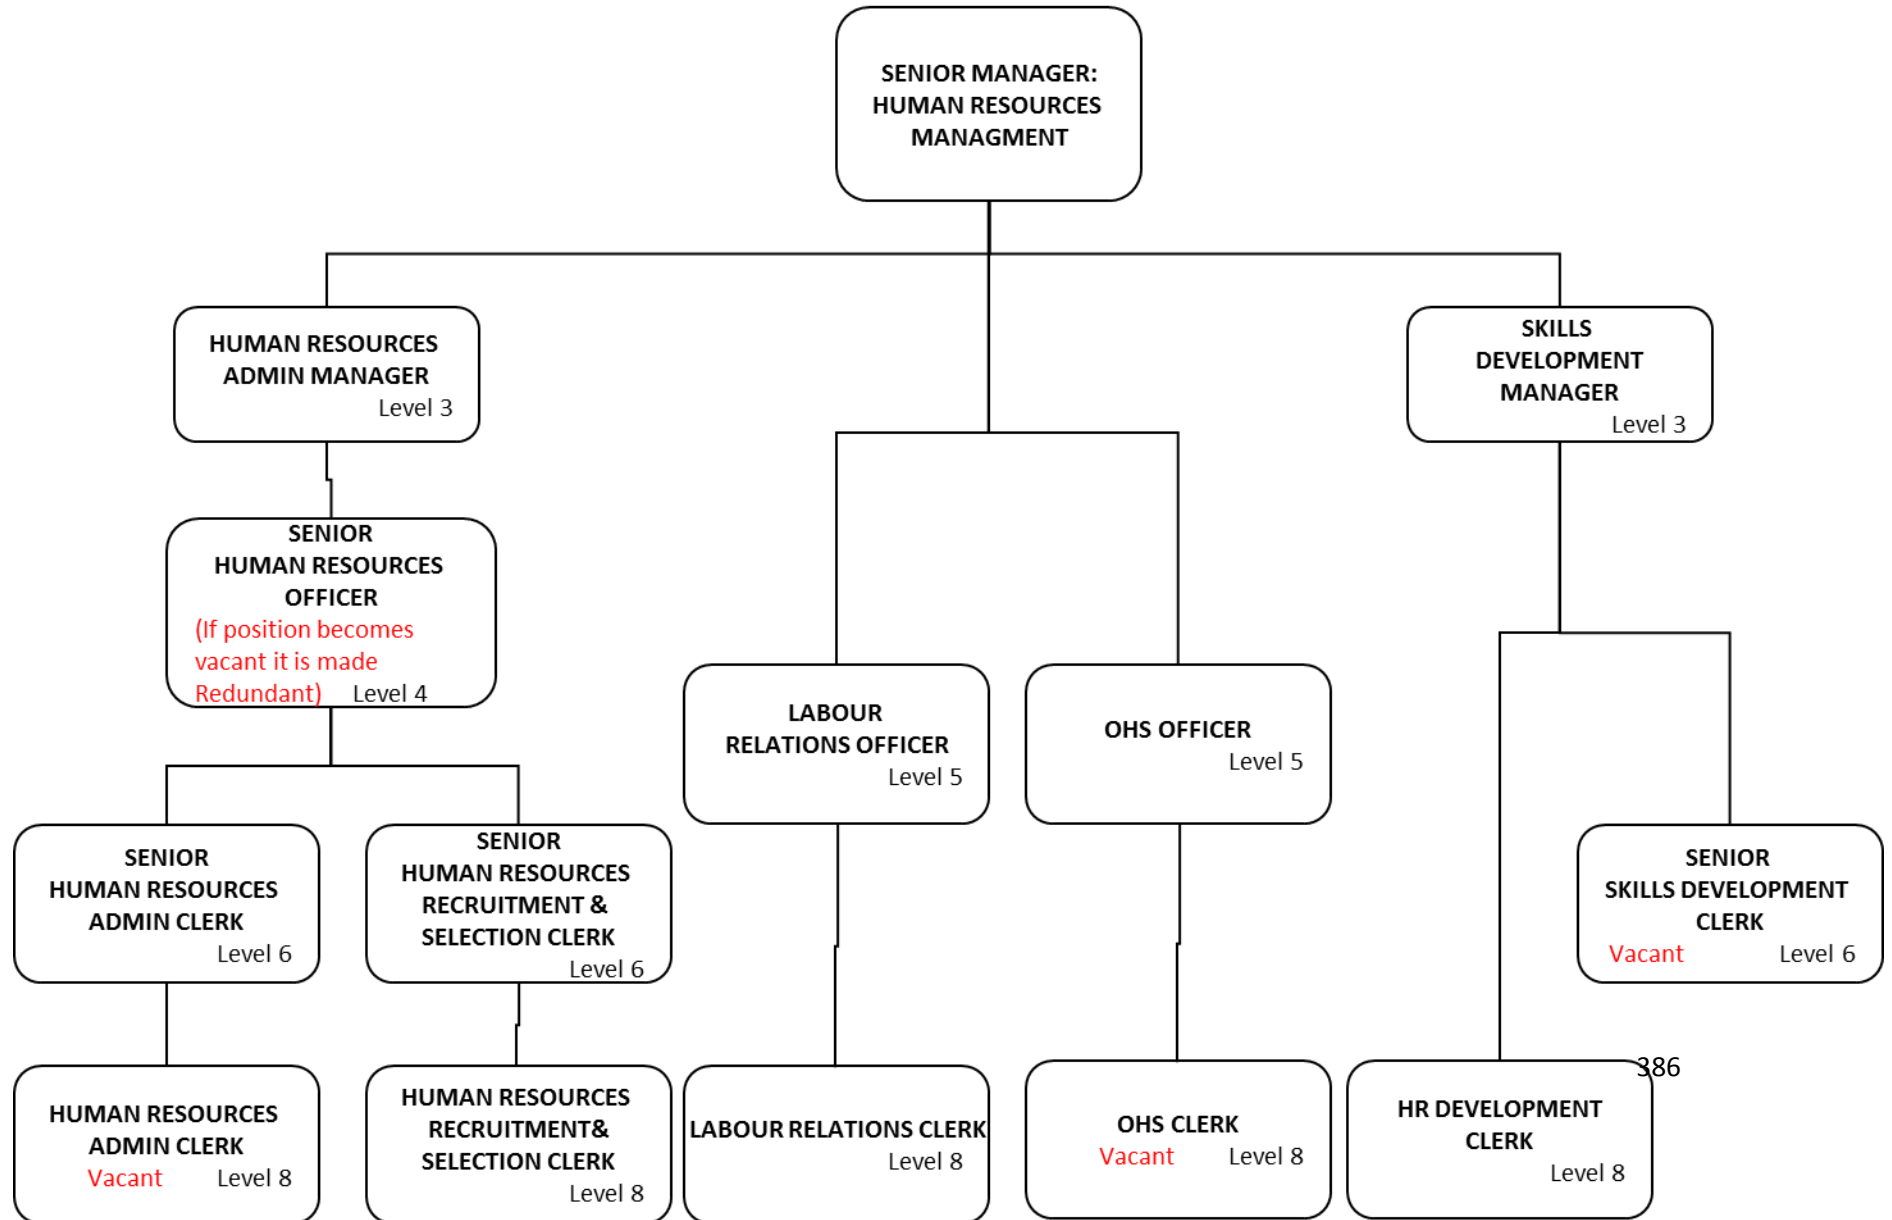 SENIOR MANAGER:
HUMAN RESOURCES
MANAGMENT
HUMAN RESOURCES
ADMIN MANAGER
Level 3
SKILLS
DEVELOPMENT
MANAGER
Level 3
SENIOR
HUMAN RESOURCES
OFFICER
(If position becomes
vacant it is made
Redundant) Level 4
LABOUR
RELATIONS OFFICER
Level 5
OHS OFFICER
Level 5
SENIOR
HUMAN RESOURCES
ADMIN CLERK
Level 6
SENIOR
HUMAN RESOURCES
RECRUITMENT &
SELECTION CLERK
Level 6
SENIOR
SKILLS DEVELOPMENT
CLERK
Vacant Level 6
HUMAN RESOURCES
ADMIN CLERK
Vacant Level 8
HUMAN RESOURCES
RECRUITMENT&
SELECTION CLERK
Level 8
LABOUR RELATIONS CLERK
Level 8
OHS CLERK
Vacant Level 8
HR DEVELOPMENT
CLERK
Level 8
386